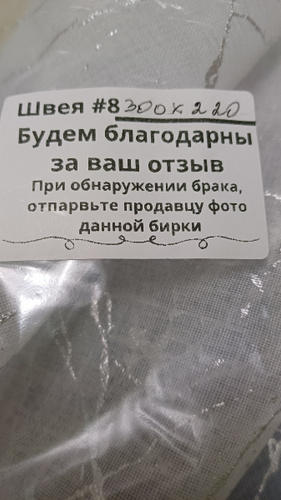 Швея #8 300х220
Будем благодарны
за ваш отзыв
При обнаружении брака,
отпарвьте продавцу фото
данной бирки